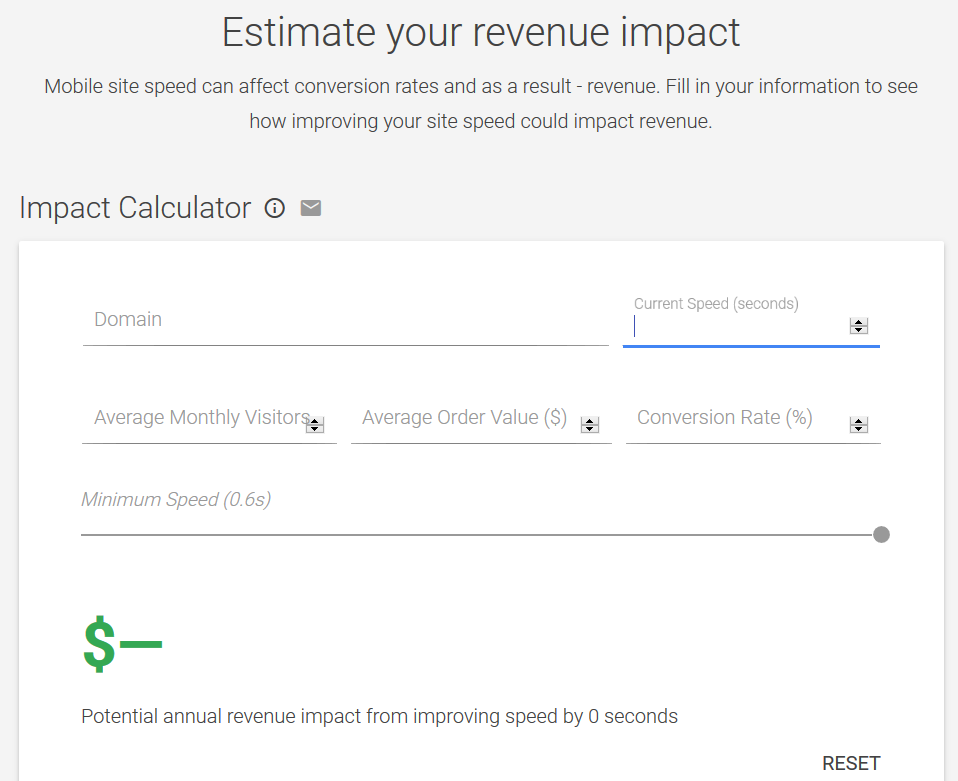 Estimate your revenue impact
Mobile site speed can affect conversion rates and as a result - revenue. Fill in your information to see
how improving your site speed could impact revenue.
Impact Calculator
Domain
Current Speed (seconds)
Average Monthly Visitors
Average Order Value ($)
Conversion Rate (%)
Minimum Speed (0.6s)
$—
Potential annual revenue impact from improving speed by 0 seconds
RESET